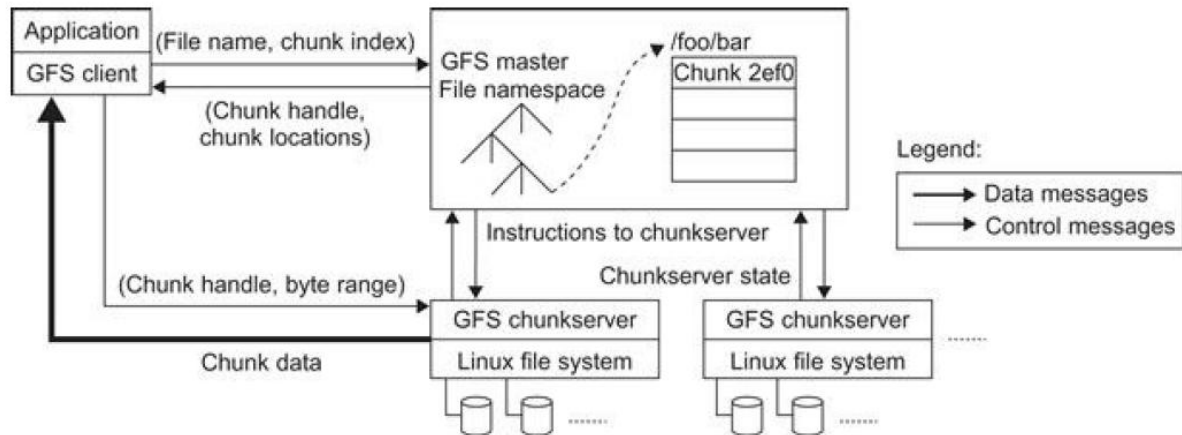 Application
GFS client
(File name, chunk index)
(Chunk handle,
chunk locations)
GFS master
File namespace
/foo/bar
Chunk 2ef0
Legend:
Data messages
Control messages
Instructions to chunkserver
Chunkserver state
(Chunk handle, byte range)
Chunk data
GFS chunkserver
Linux file system
GFS chunkserver
Linux file system